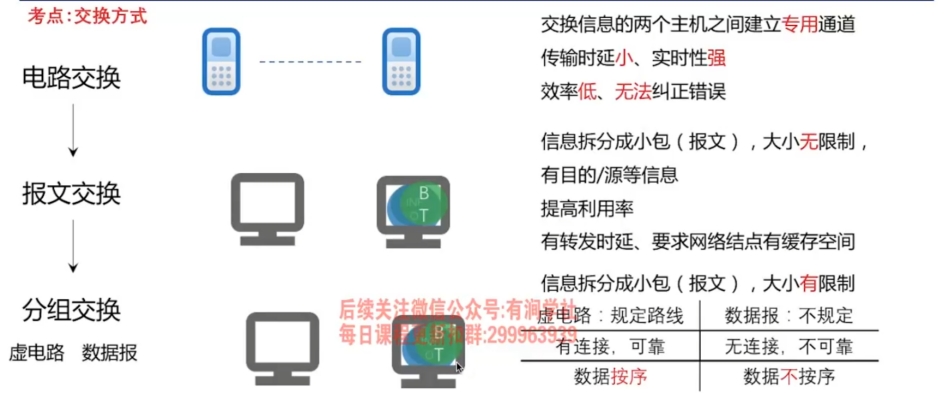 考点:交换方式
电路交换
交换信息的两个主机之间建立专用通道
传输时延小、实时性强
效率低、无法纠正错误
报文交换
信息拆分成小包（报文），大小无限制，
有目的/源等信息
提高利用率
有转发时延、要求网络结点有缓存空间
B
T
分组交换
虚电路 数据报
信息拆分成小包（报文），大小有限制
虚电路：规定路线 数据报：不规定
有连接，可靠 无连接，不可靠
数据按序 数据不按序
B
T
后续关注微信公众号:有润学社
每日课程更新 群:299963939